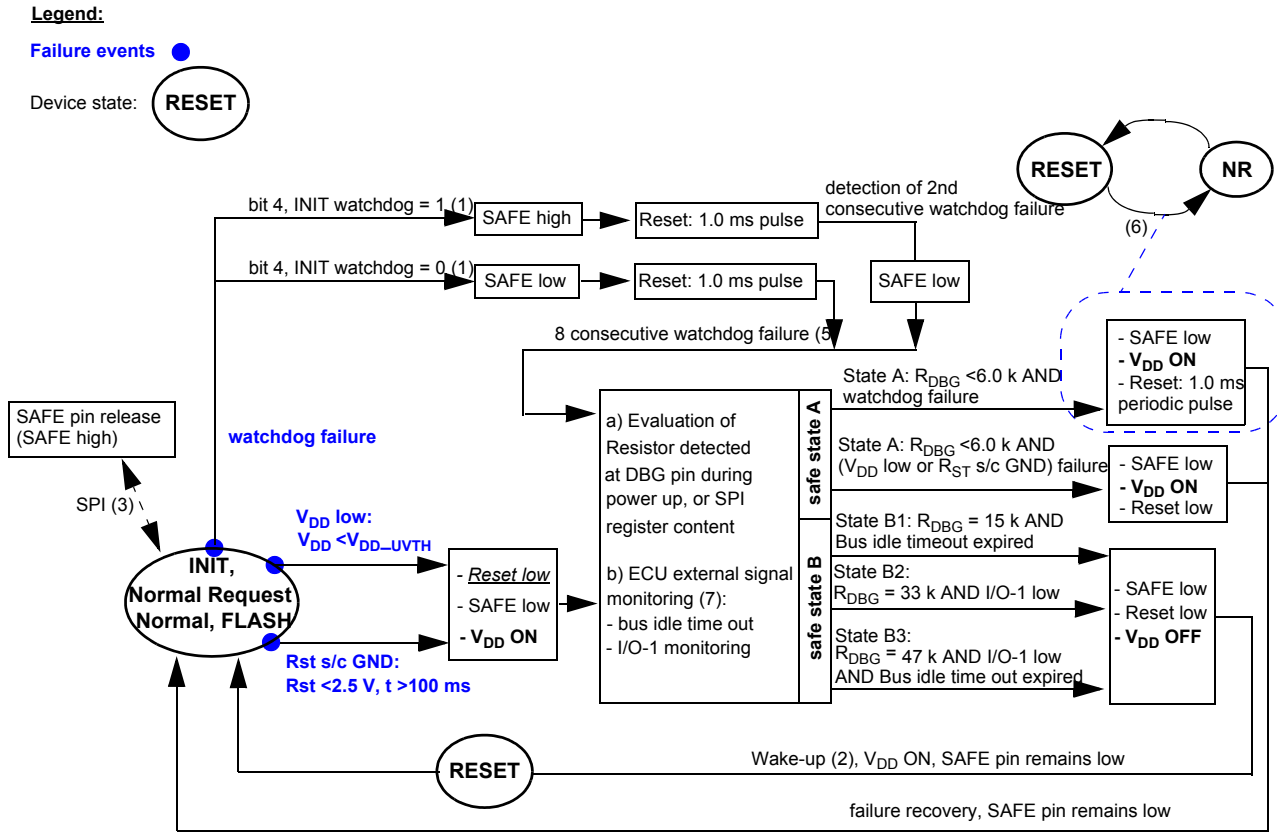 Legend:
Failure events
Device state:
RESET
RESET
NR
(6)
bit 4, INIT watchdog = 1 (1)
SAFE high
Reset: 1.0 ms pulse
detection of 2nd
consecutive watchdog failure
bit 4, INIT watchdog = 0 (1)
SAFE low
Reset: 1.0 ms pulse
SAFE low
8 consecutive watchdog failure (5
SAFE pin release
(SAFE high)
SPI (3)
watchdog failure
VDD low:
VDD <VDD_UVTH
INIT,
Normal Request
Normal, FLASH
Rst s/c GND:
Rst <2.5 V, t >100 ms
- Reset low
- SAFE low
- VDD ON
a) Evaluation of
Resistor detected
at DBG pin during
power up, or SPI
register content
b) ECU external signal
monitoring (7):
- bus idle time out
- I/O-1 monitoring
safe state A
safe state B
State A: RDBG <6.0 k AND
watchdog failure
State A: RDBG <6.0 k AND
(VDD low or RST s/c GND) failure
State B1: RDBG = 15 k AND
Bus idle timeout expired
State B2:
RDBG = 33 k AND I/O-1 low
State B3:
RDBG = 47 k AND I/O-1 low
AND Bus idle time out expired
- SAFE low
- VDD ON
- Reset: 1.0 ms
periodic pulse
- SAFE low
- VDD ON
- Reset low
- SAFE low
- Reset low
- VDD OFF
RESET
Wake-up (2), VDD ON, SAFE pin remains low
failure recovery, SAFE pin remains low